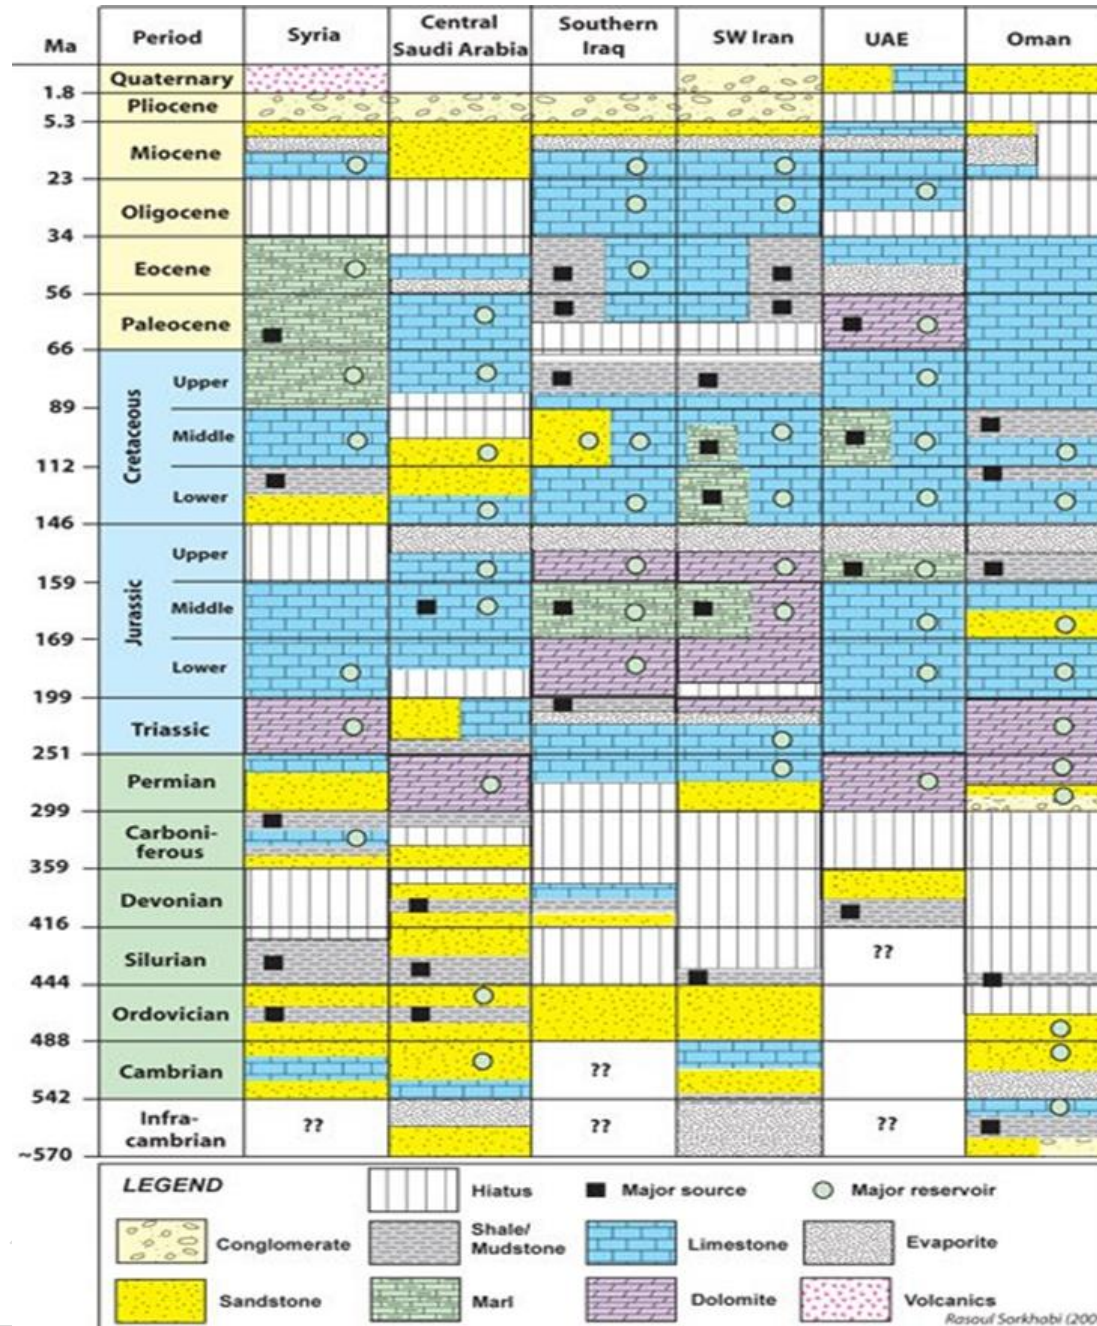 Ma Period Syria Central Saudi Arabia Southern Iraq SW Iran UAE Oman
Quaternary
1.8
Pliocene
5.3
Miocene
23
Oligocene
34
Eocene
56
Paleocene
66
Cretaceous
Upper
89
Middle
112
Lower
146
Jurassic
Upper
159
Middle
169
Lower
199
Triassic
251
Permian
299
Carboni-
ferous
359
Devonian
416
Silurian ??
444
Ordovician
488
Cambrian ??
542
Infra-
cambrian ?? ?? ??
~570
LEGEND
Hiatus Major source Major reservoir
Conglomerate Shale/
Mudstone Limestone Evaporite
Sandstone Marl Dolomite Volcanics
Rasoul Sorkhabi (200